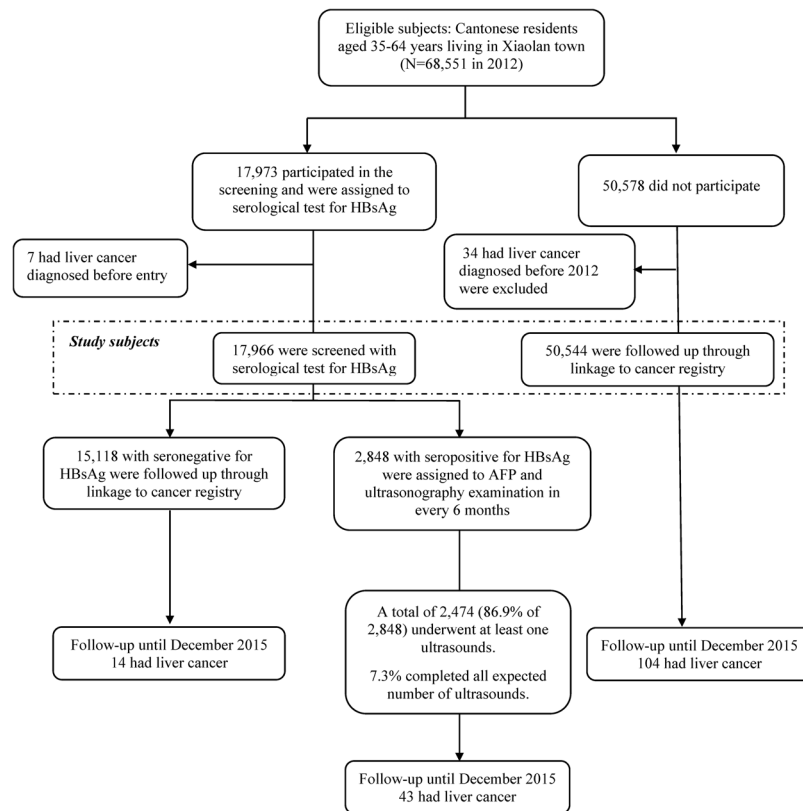 Eligible subjects: Cantonese residents
aged 35-64 years living in Xiaolan town
(N=68,551 in 2012)
17,973 participated in the
screening and were assigned to
serological test for HBsAg
50,578 did not participate
7 had liver cancer
diagnosed before entry
34 had liver cancer
diagnosed before 2012
were excluded
Study subjects
17,966 were screened with
serological test for HBsAg
50,544 were followed up through
linkage to cancer registry
15,118 with seronegative for
HBsAg were followed up through
linkage to cancer registry
2,848 with seropositive for HBsAg
were assigned to AFP and
ultrasonography examination in
every 6 months
A total of 2,474 (86.9% of
2,848) underwent at least one
ultrasounds.
7.3% completed all expected
number of ultrasounds.
Follow-up until December 2015
14 had liver cancer
Follow-up until December 2015
104 had liver cancer
Follow-up until December 2015
43 had liver cancer